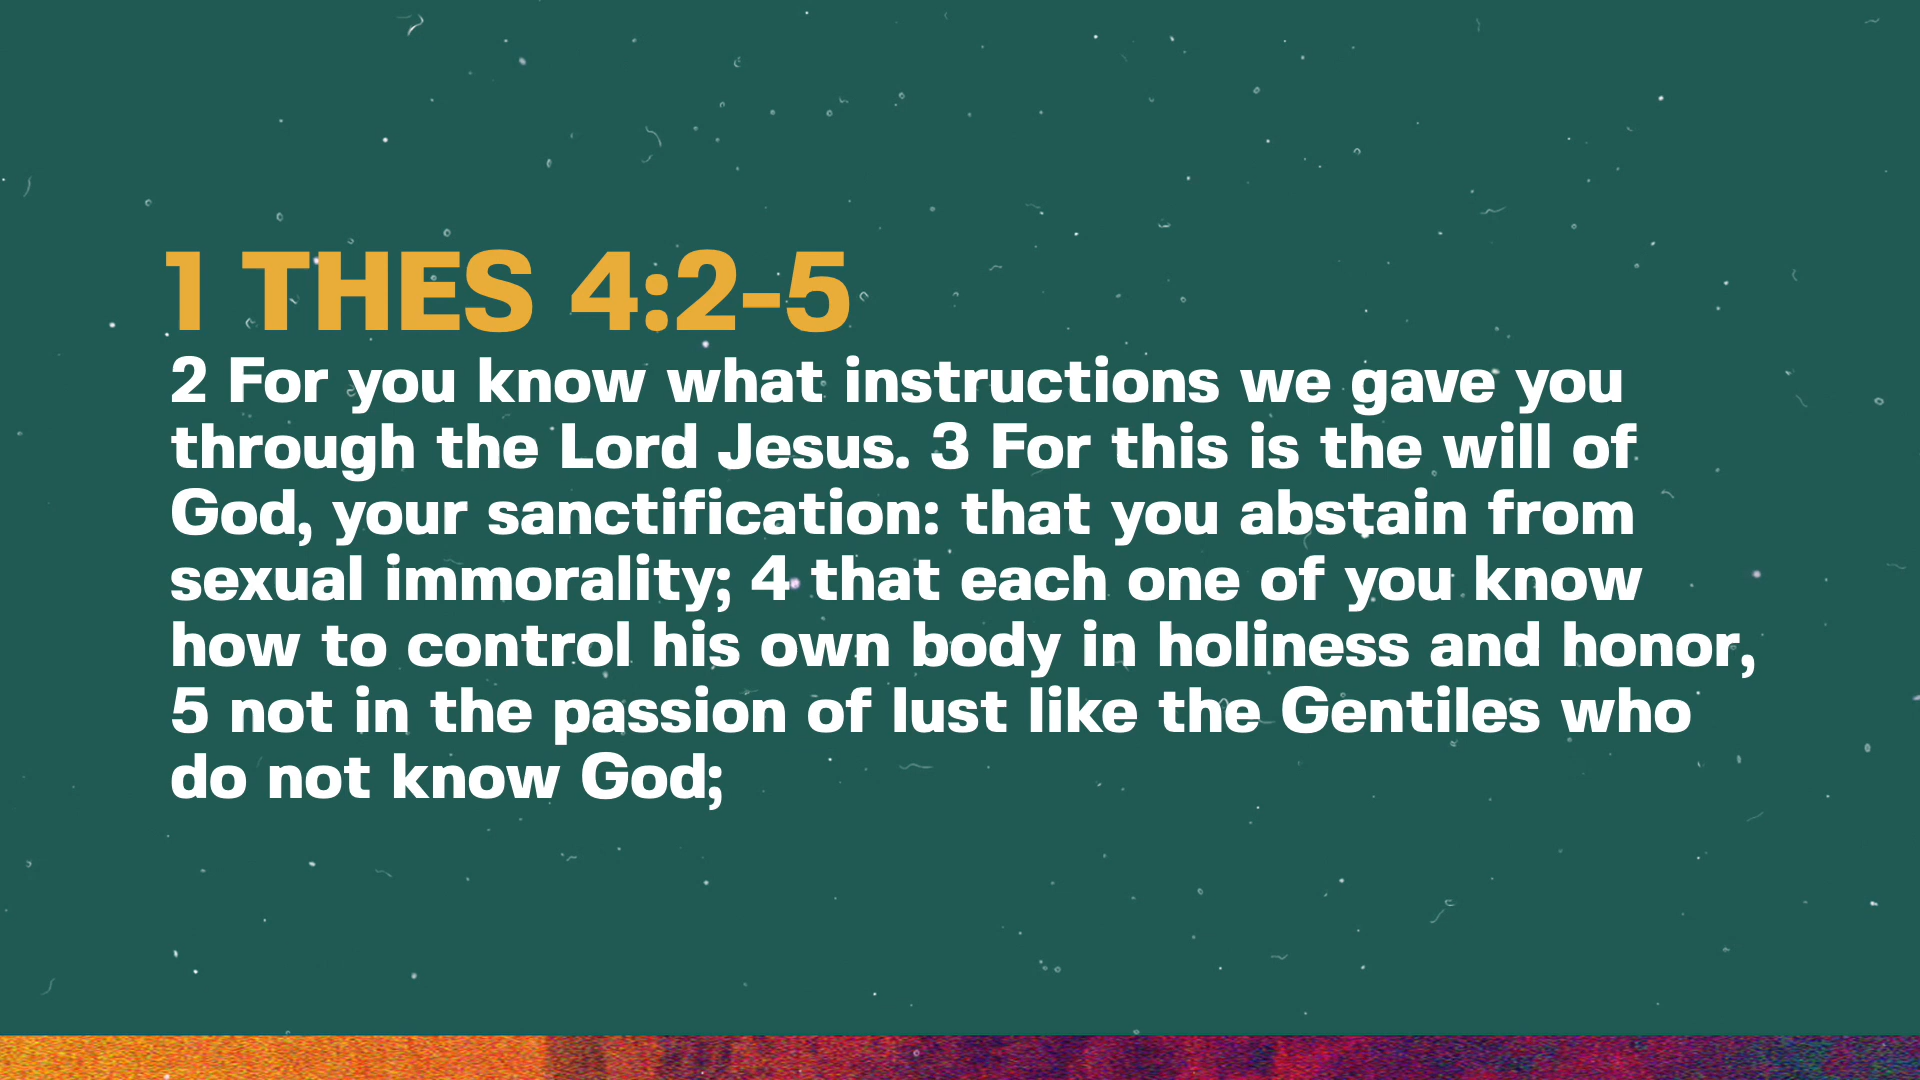 1 THES 4:2-5
2 For you know what instructions we gave you
through the Lord Jesus. 3 For this is the will of
God, your sanctification: that you abstain from
sexual immorality; 4 that each one of you know
how to control his own body in holiness and honor,
5 not in the passion of lust like the Gentiles who
do not know God;